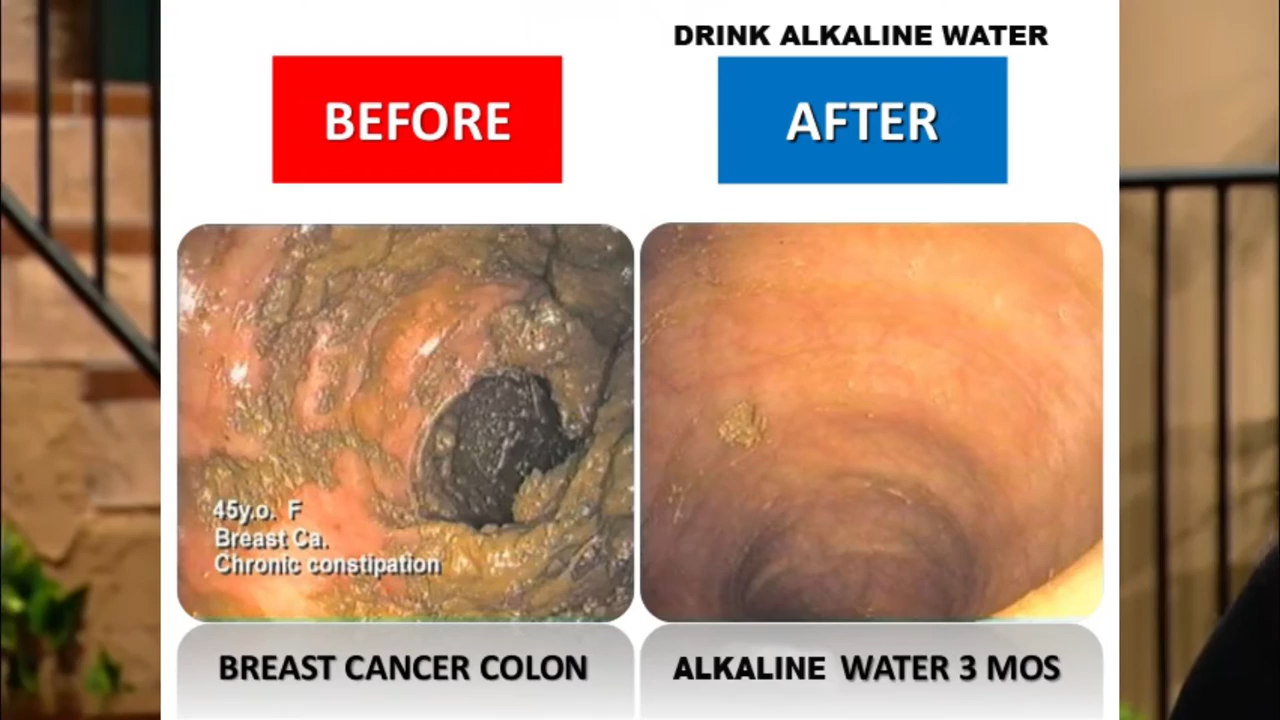 DRINK ALKALINE WATER
BEFORE
AFTER
45y.o. F
Breast Ca.
Chronic constipation
BREAST CANCER COLON
ALKALINE WATER 3 MOS